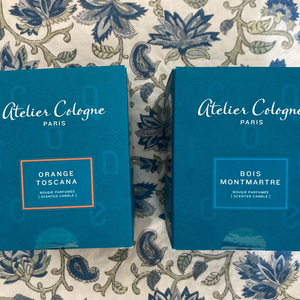 Atelier Cologne
PARIS
ORANGE
TOSCANA
BOUGIE PARFUMÉE
[ SCENTED CANDLE ]
Atelier Cologne
PARIS
BOIS
MONTMARTRE
BOUGIE PARFUMÉE
[ SCENTED CANDLE ]